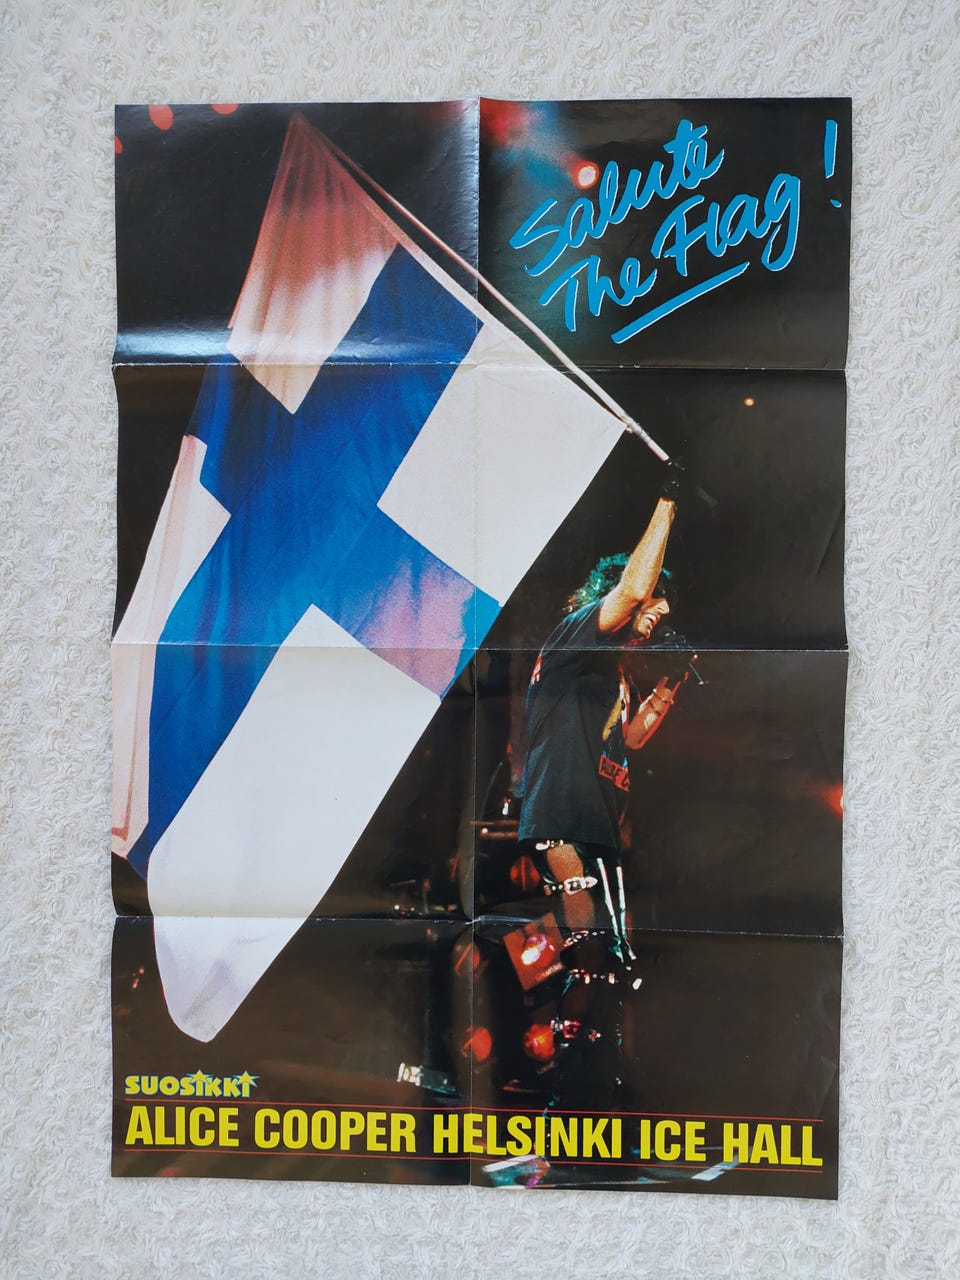 Salute
The Flag!
SUOSIKKI
ALICE COOPER HELSINKI ICE HALL